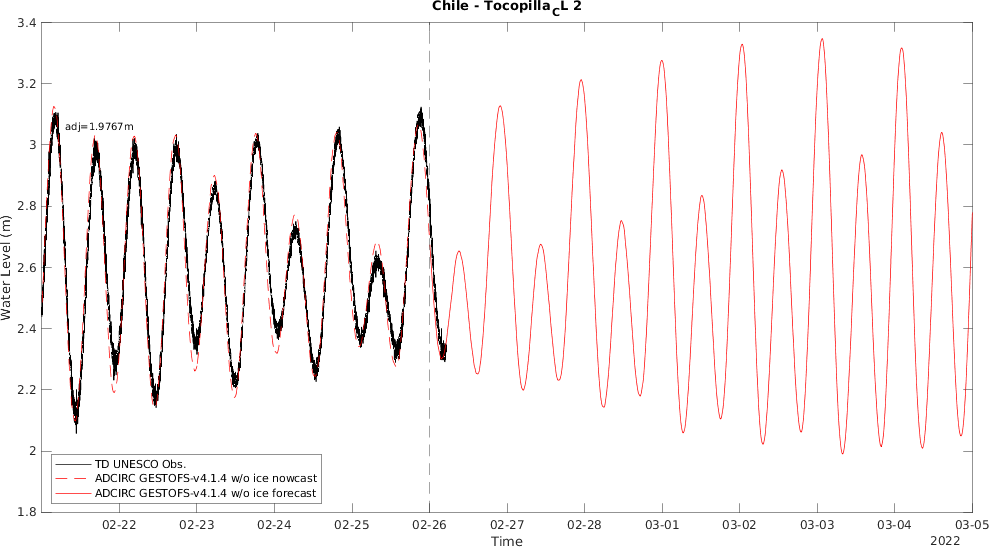 Chile - TocopillaCL 2
3.4
3.2
3
2.8
2.6
2.4
2.2
2
1.8
Water Level (m)
adj=1.9767m
TD UNESCO Obs.
ADCIRC GESTOFS-v4.1.4 w/o ice nowcast
ADCIRC GESTOFS-v4.1.4 w/o ice forecast
02-22 02-23 02-24 02-25 02-26 02-27 02-28 03-01 03-02 03-03 03-04 03-05
Time
2022